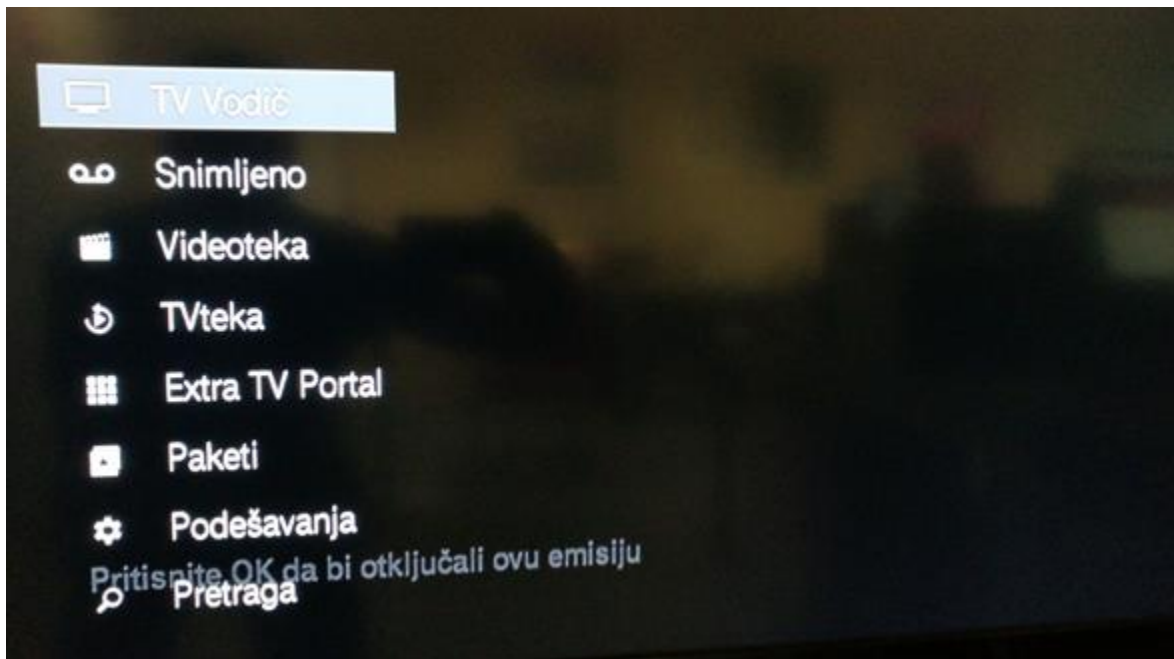 TV Vodič
Snimljeno
Videoteka
TVteka
Extra TV Portal
Paketi
Podešavanja
Pritisnite OK da bi otključali ovu emisiju
Pretraga